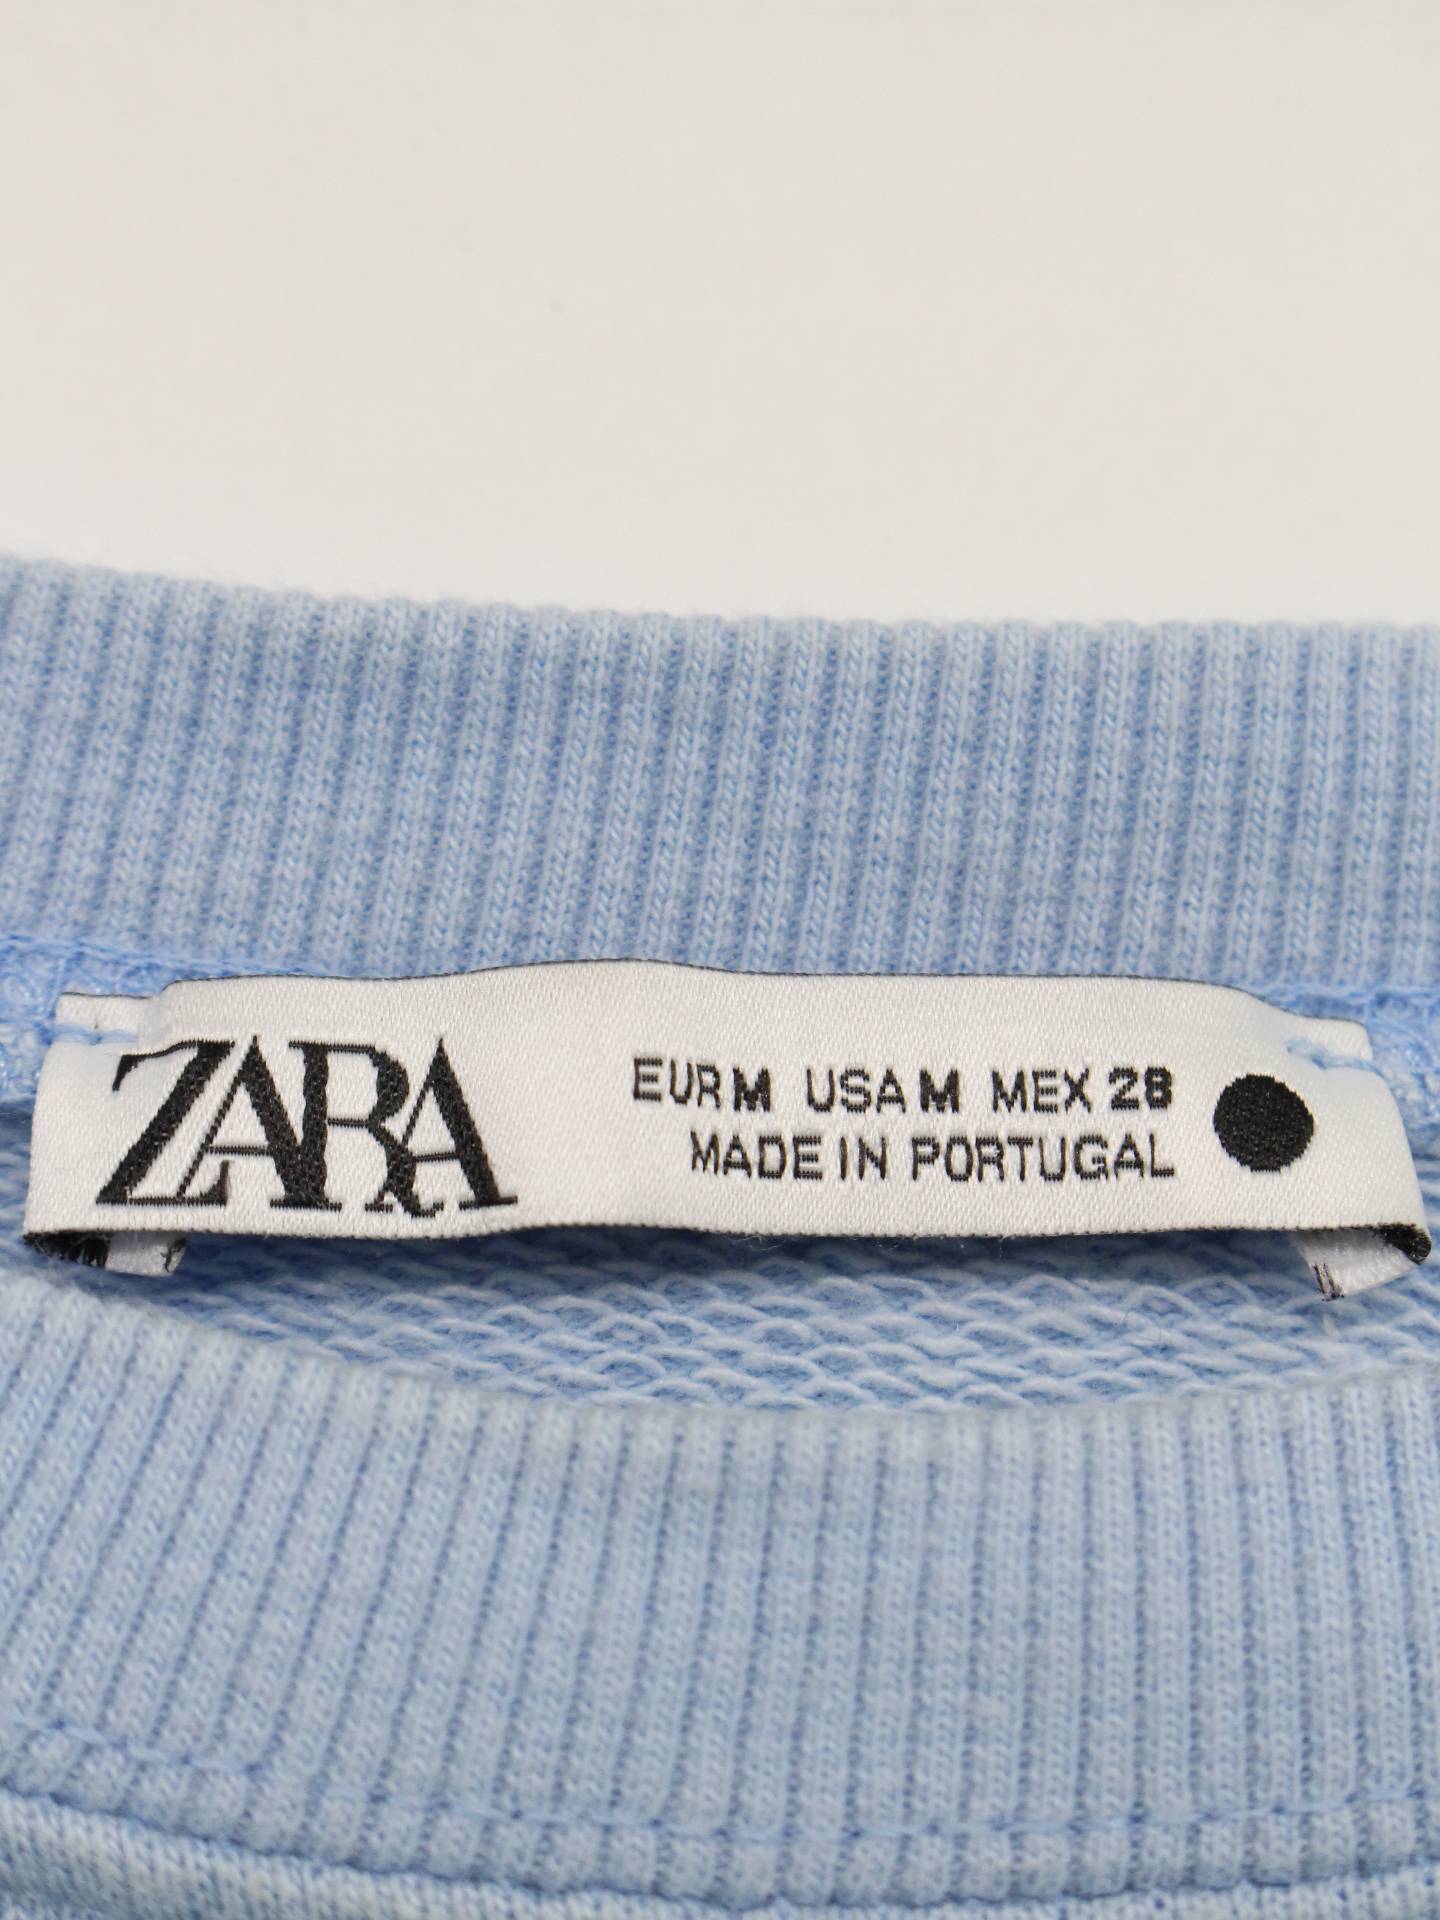 ZARA
EUR M USA M MEX 28
MADE IN PORTUGAL